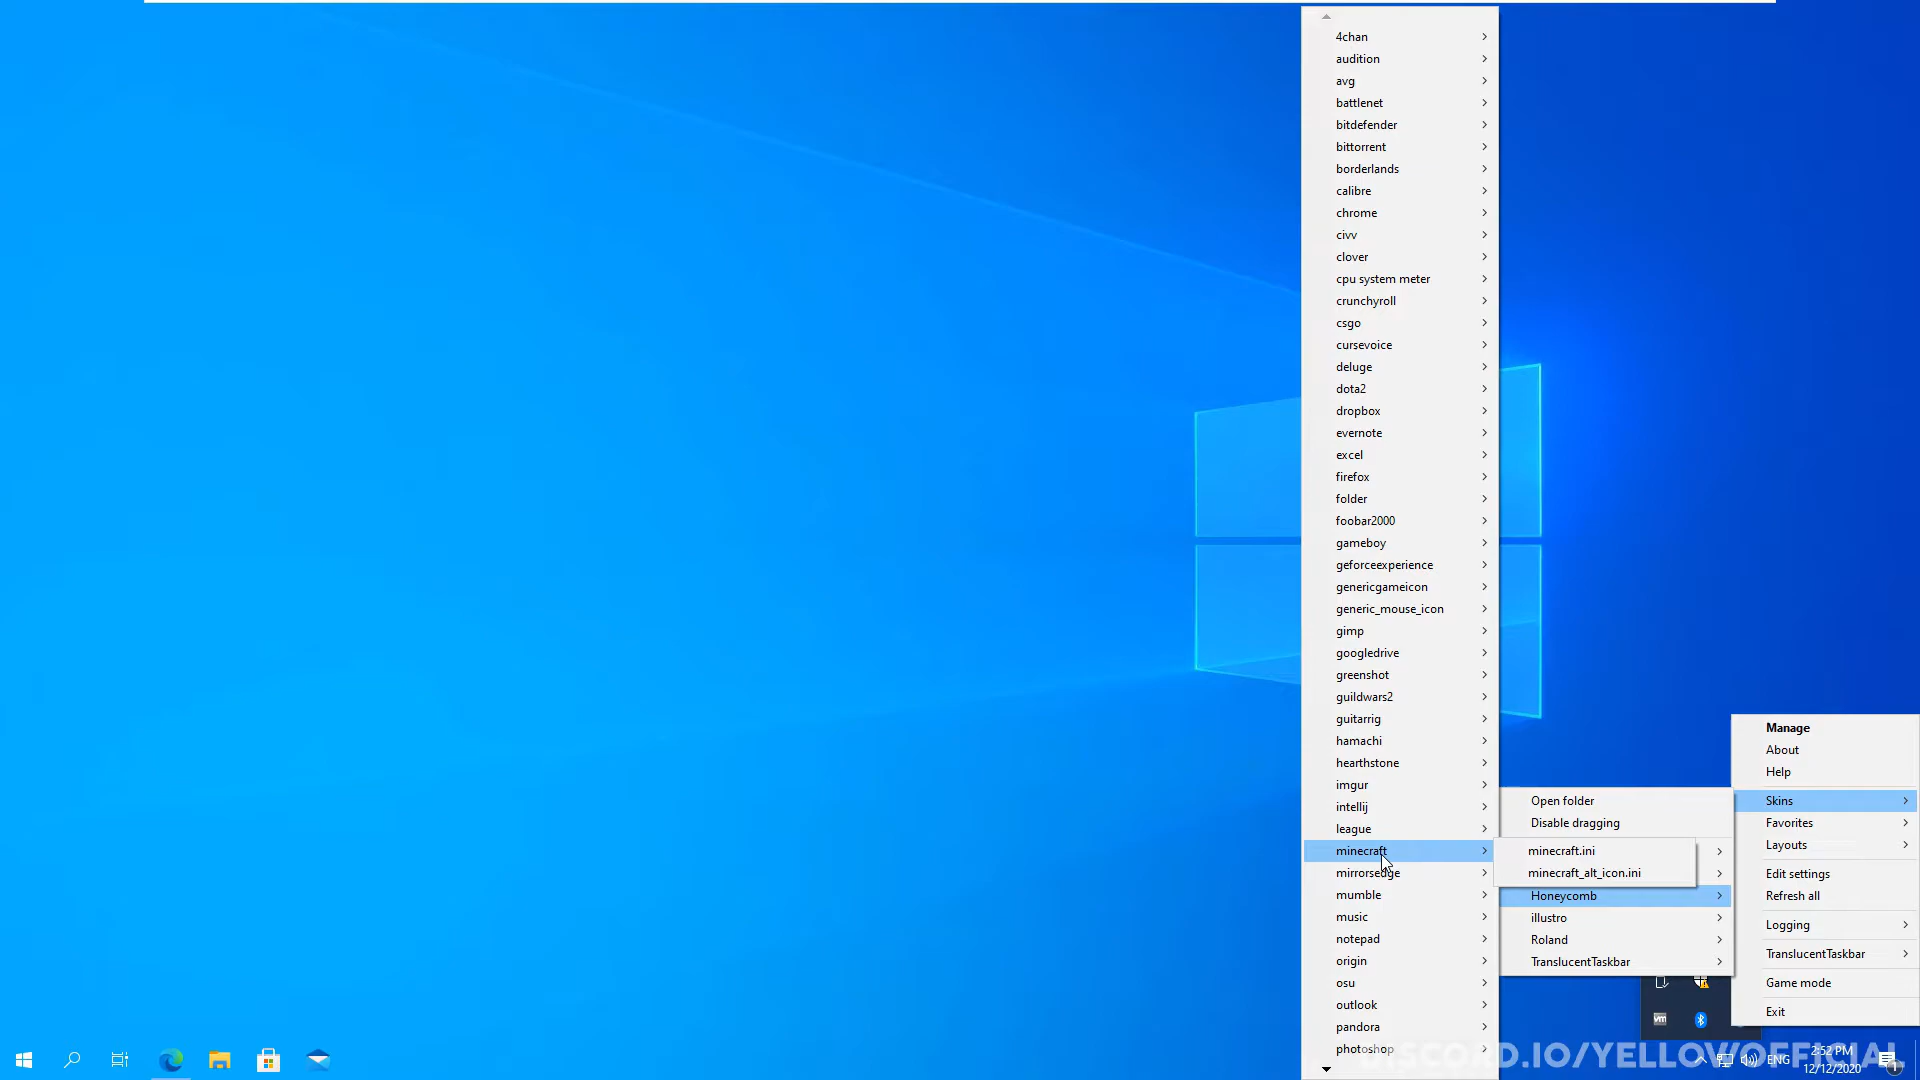 4chan
audition
avg
battlenet
bitdefender
bittorrent
borderlands
calibre
chrome
civv
clover
cpu system meter
crunchyroll
csgo
cursevoice
deluge
dota2
dropbox
evernote
excel
firefox
folder
foobar2000
gameboy
geforceexperience
genericgameicon
generic_mouse_icon
gimp
googledrive
greenshot
guildwars2
guitarrig
hamachi
hearthstone
imgur
intellij
league
minecraft
mirrorsedge
mumble
music
notepad
origin
osu
outlook
pandora
photoshop
Open folder
Disable dragging
minecraft.ini
minecraft_alt_icon.ini
Honeycomb
illustro
Roland
TranslucentTaskbar
Manage
About
Help
Skins
Favorites
Layouts
Edit settings
Refresh all
Logging
TranslucentTaskbar
Game mode
Exit
vm
DISCORD.IO/YELLOWOFFICIAL
ENG
2:52 PM
12/12/2020
1